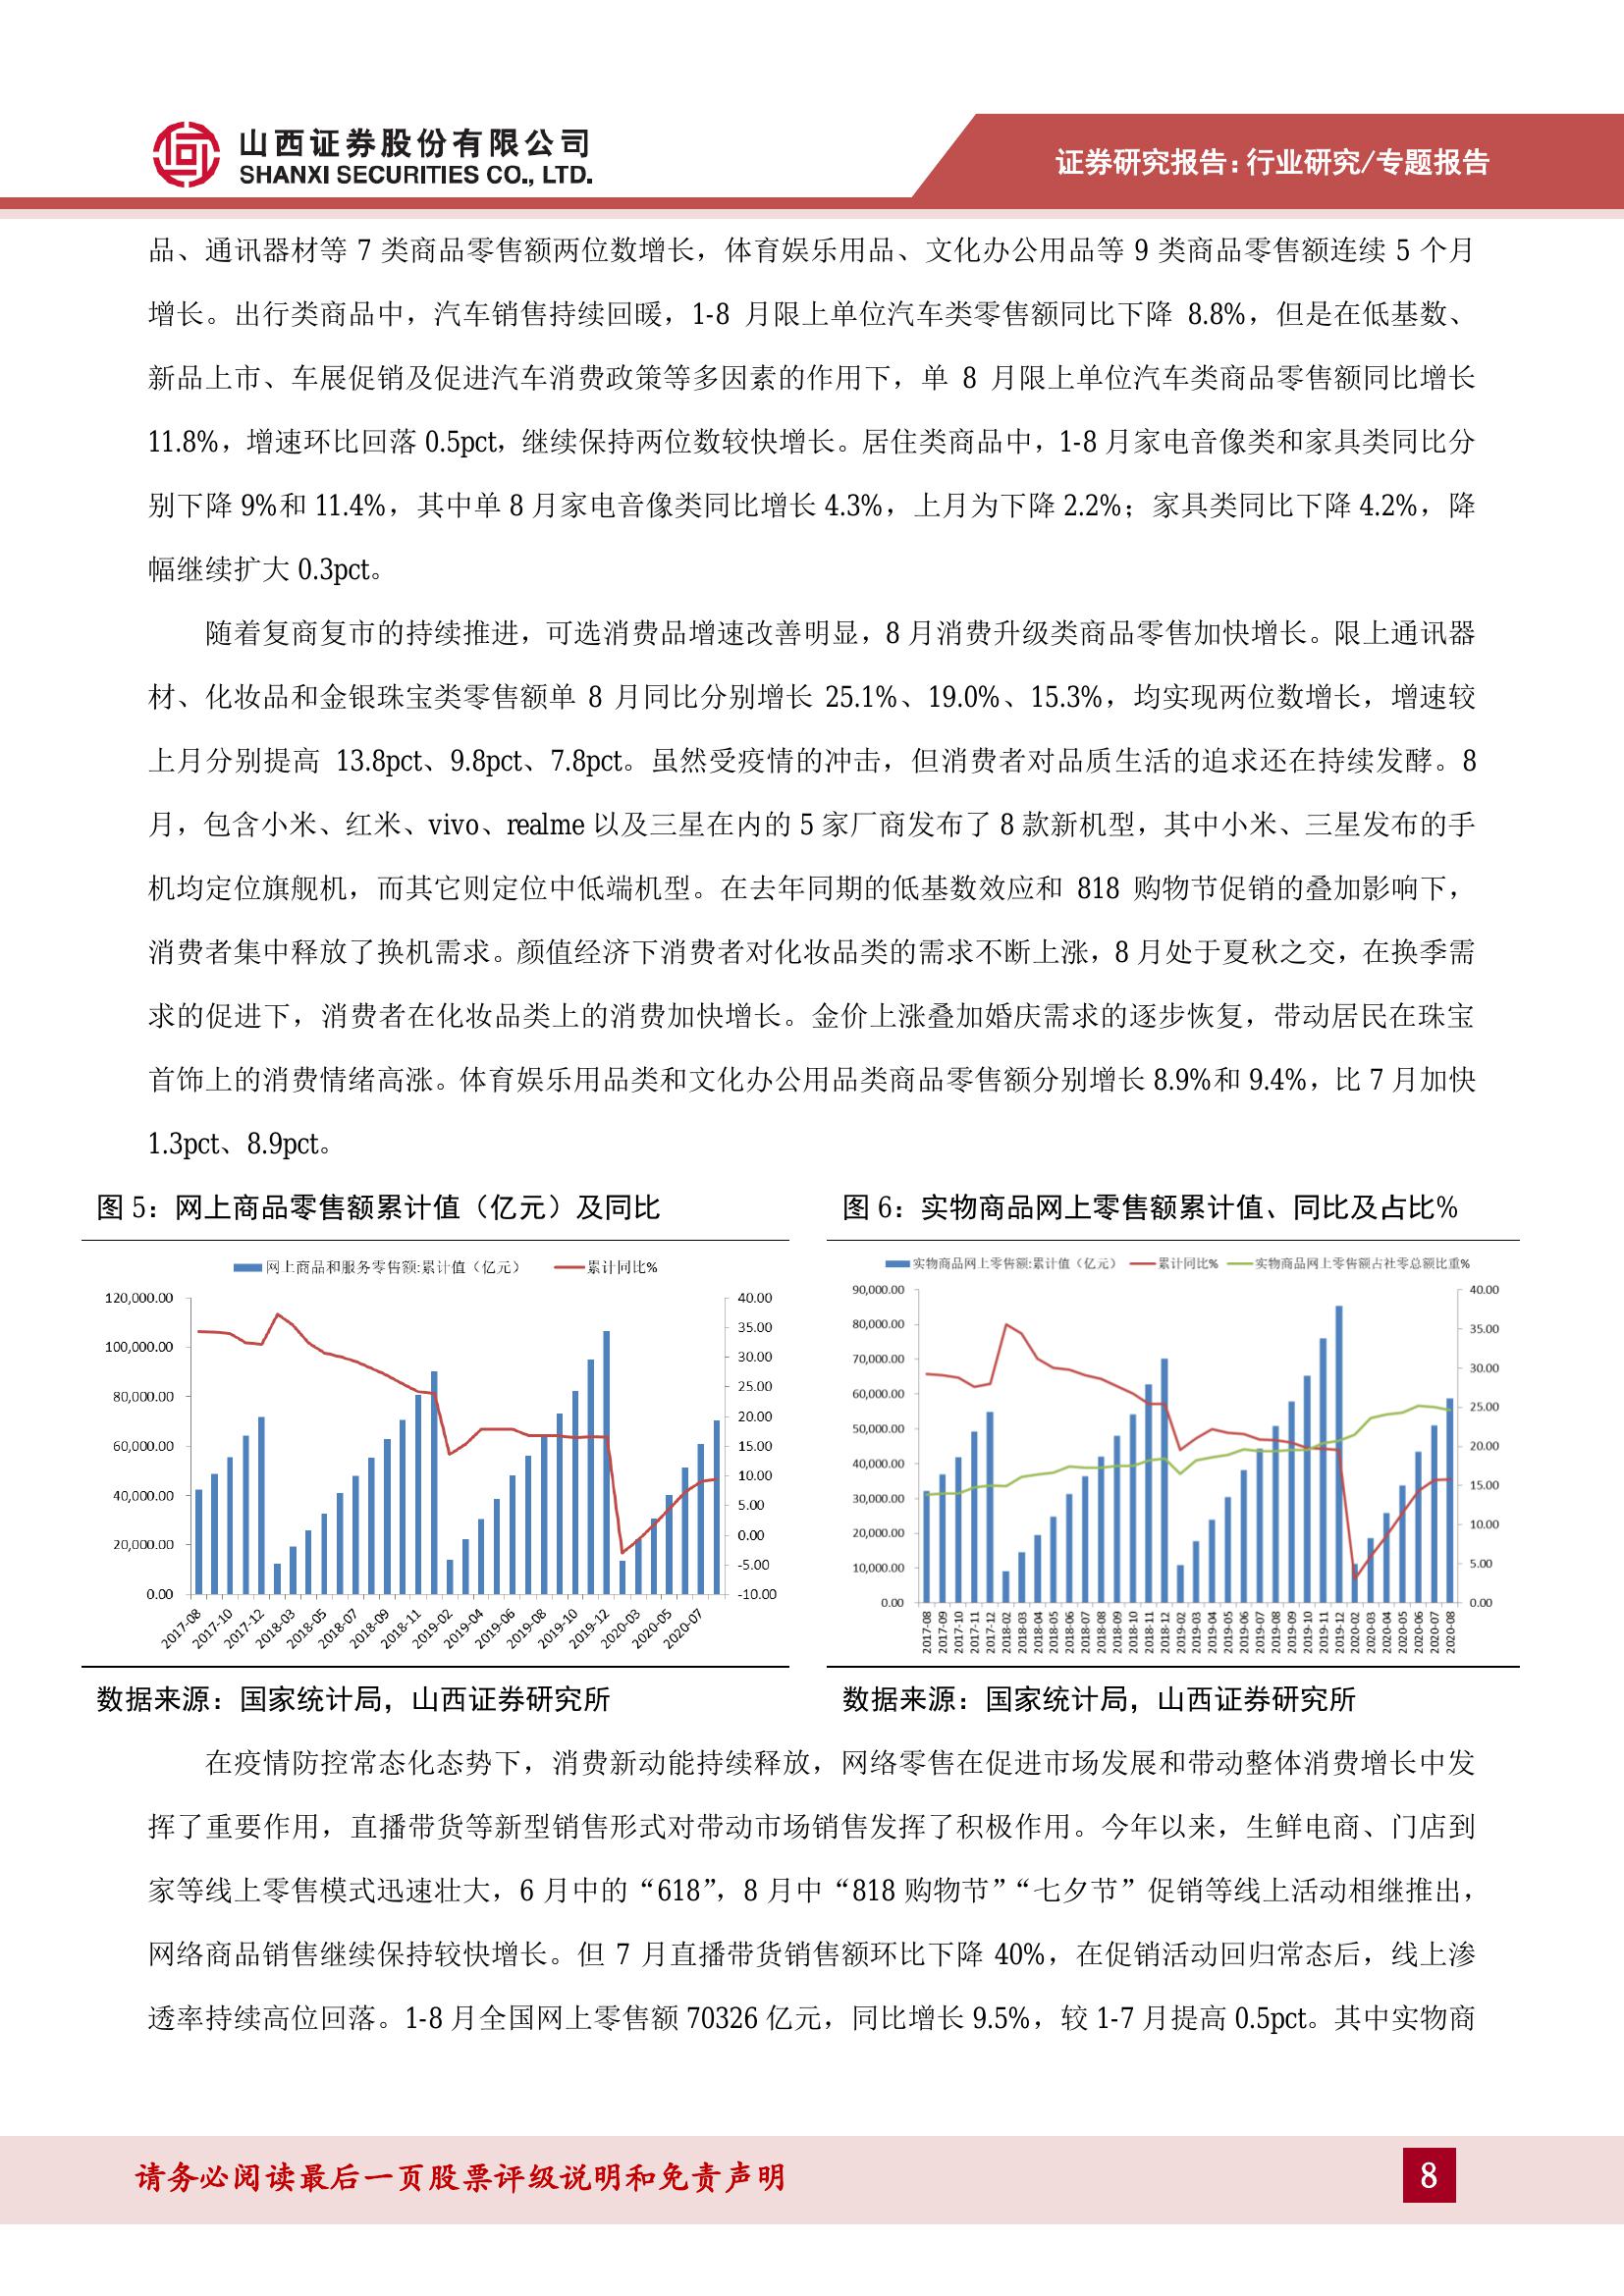 山西证券股份有限公司
SHANXI SECURITIES CO., LTD.
证券研究报告：行业研究/专题报告
品、通讯器材等 7 类商品零售额两位数增长，体育娱乐用品、文化办公用品等 9 类商品零售额连续 5 个月
增长。出行类商品中，汽车销售持续回暖，1-8 月限上单位汽车类零售额同比下降 8.8%，但是在低基数、
新品上市、车展促销及促进汽车消费政策等多因素的作用下，单 8 月限上单位汽车类商品零售额同比增长
11.8%，增速环比回落 0.5pct，继续保持两位数较快增长。居住类商品中，1-8 月家电音像类和家具类同比分
别下降 9%和 11.4%，其中单 8 月家电音像类同比增长 4.3%，上月为下降 2.2%；家具类同比下降 4.2%，降
幅继续扩大 0.3pct。
随着复商复市的持续推进，可选消费品增速改善明显，8 月消费升级类商品零售加快增长。限上通讯器
材、化妆品和金银珠宝类零售额单 8 月同比分别增长 25.1%、19.0%、15.3%，均实现两位数增长，增速较
上月分别提高 13.8pct、9.8pct、7.8pct。虽然受疫情的冲击，但消费者对品质生活的追求还在持续发酵。8
月，包含小米、红米、vivo、realme 以及三星在内的 5 家厂商发布了 8 款新机型，其中小米、三星发布的手
机均定位旗舰机，而其它则定位中低端机型。在去年同期的低基数效应和 818 购物节促销的叠加影响下，
消费者集中释放了换机需求。颜值经济下消费者对化妆品类的需求不断上涨，8 月处于夏秋之交，在换季需
求的促进下，消费者在化妆品类上的消费加快增长。金价上涨叠加婚庆需求的逐步恢复，带动居民在珠宝
首饰上的消费情绪高涨。体育娱乐用品类和文化办公用品类商品零售额分别增长 8.9%和 9.4%，比 7 月加快
1.3pct、8.9pct。
图 5：网上商品零售额累计值（亿元）及同比
网上商品和服务零售额:累计值（亿元） 累计同比%
120,000.00
100,000.00
80,000.00
60,000.00
40,000.00
20,000.00
0.00
40.00
35.00
30.00
25.00
20.00
15.00
10.00
5.00
0.00
-5.00
-10.00
2017-08 2017-10 2017-12 2018-03 2018-05 2018-07 2018-09 2018-11 2019-02 2019-04 2019-06 2019-08 2019-10 2019-12 2020-03 2020-05 2020-07
数据来源：国家统计局，山西证券研究所
图 6：实物商品网上零售额累计值、同比及占比%
实物商品网上零售额:累计值（亿元） 累计同比% 实物商品网上零售额占社零总额比重%
90,000.00
80,000.00
70,000.00
60,000.00
50,000.00
40,000.00
30,000.00
20,000.00
10,000.00
0.00
40.00
35.00
30.00
25.00
20.00
15.00
10.00
5.00
0.00
2017-08 2017-09 2017-10 2017-11 2017-12 2018-02 2018-03 2018-04 2018-05 2018-06 2018-07 2018-08 2018-09 2018-10 2018-11 2018-12 2019-02 2019-03 2019-04 2019-05 2019-06 2019-07 2019-08 2019-09 2019-10 2019-11 2019-12 2020-02 2020-03 2020-04 2020-05 2020-06 2020-07 2020-08
数据来源：国家统计局，山西证券研究所
在疫情防控常态化态势下，消费新动能持续释放，网络零售在促进市场发展和带动整体消费增长中发
挥了重要作用，直播带货等新型销售形式对带动市场销售发挥了积极作用。今年以来，生鲜电商、门店到
家等线上零售模式迅速壮大，6 月中的“618”，8 月中“818 购物节”“七夕节”促销等线上活动相继推出，
网络商品销售继续保持较快增长。但 7 月直播带货销售额环比下降 40%，在促销活动回归常态后，线上渗
透率持续高位回落。1-8 月全国网上零售额 70326 亿元，同比增长 9.5%，较 1-7 月提高 0.5pct。其中实物商
请务必阅读最后一页股票评级说明和免责声明
8